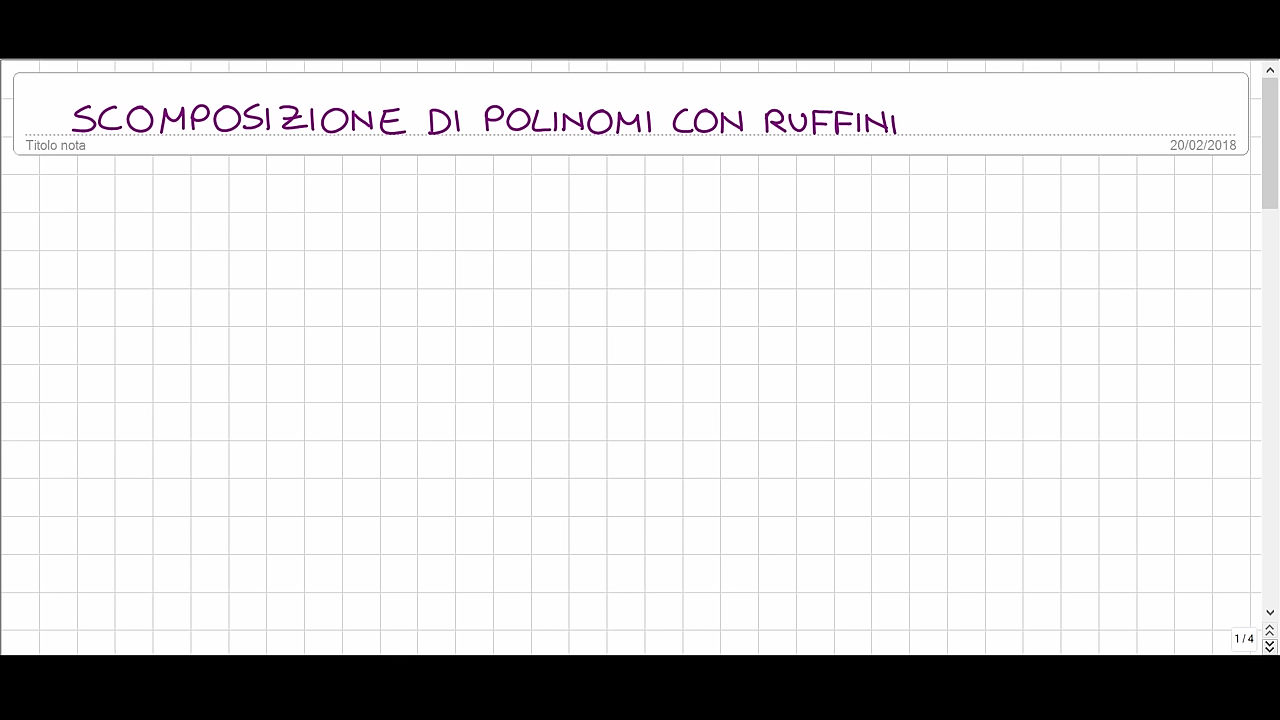 SCOMPOSIZIONE DI POLINOMI CON RUFFINI
Titolo nota 20/02/2018
1 / 4